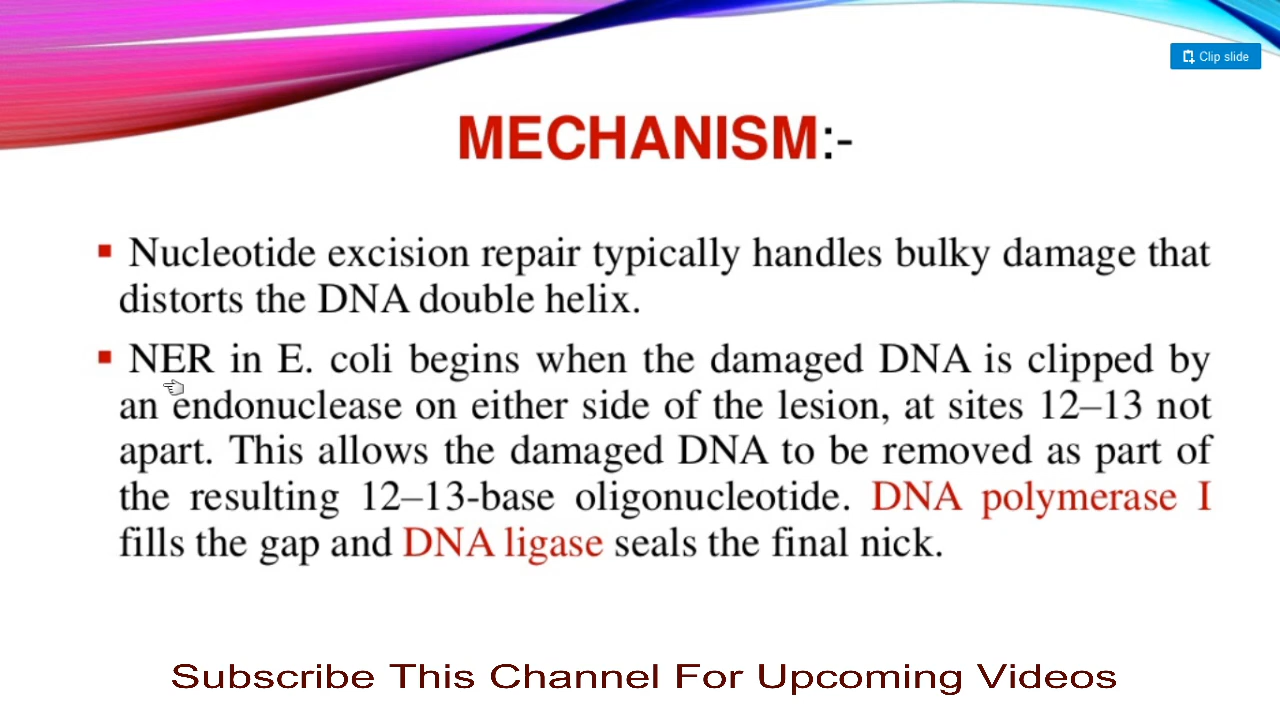 Clip slide
MECHANISM:-
▪ Nucleotide excision repair typically handles bulky damage that
distorts the DNA double helix.
▪ NER in E. coli begins when the damaged DNA is clipped by
an endonuclease on either side of the lesion, at sites 12–13 not
apart. This allows the damaged DNA to be removed as part of
the resulting 12–13-base oligonucleotide. DNA polymerase I
fills the gap and DNA ligase seals the final nick.
Subscribe This Channel For Upcoming Videos